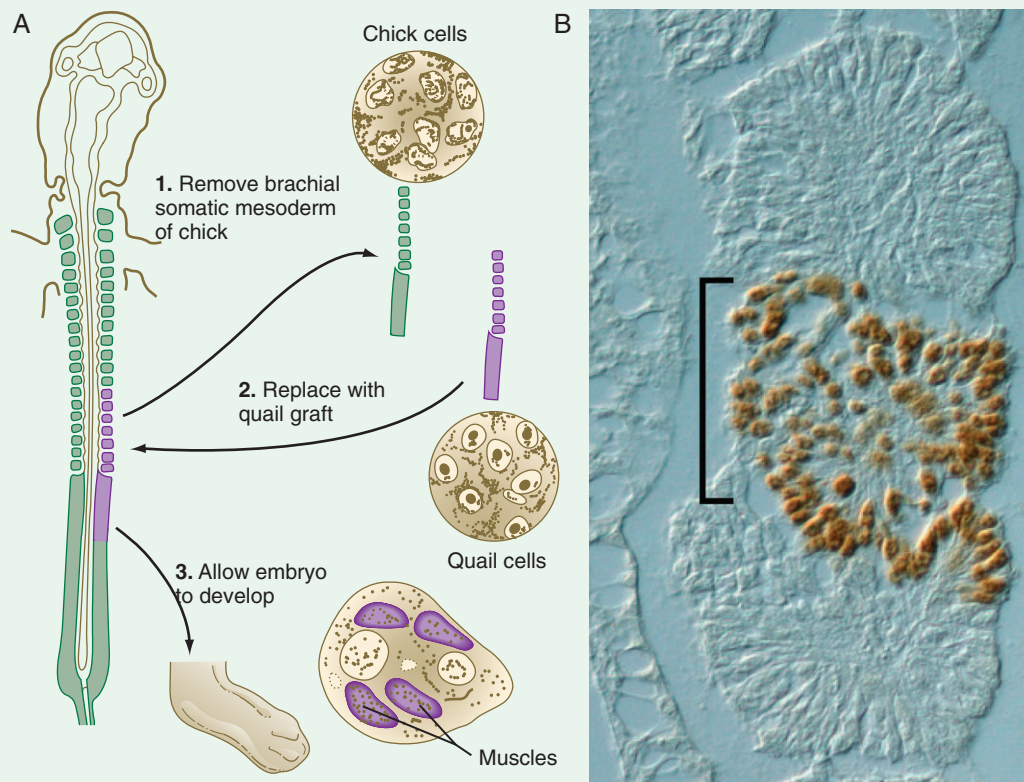 A
B
Chick cells
1. Remove brachial
somatic mesoderm
of chick
2. Replace with
quail graft
Quail cells
3. Allow embryo
to develop
Muscles